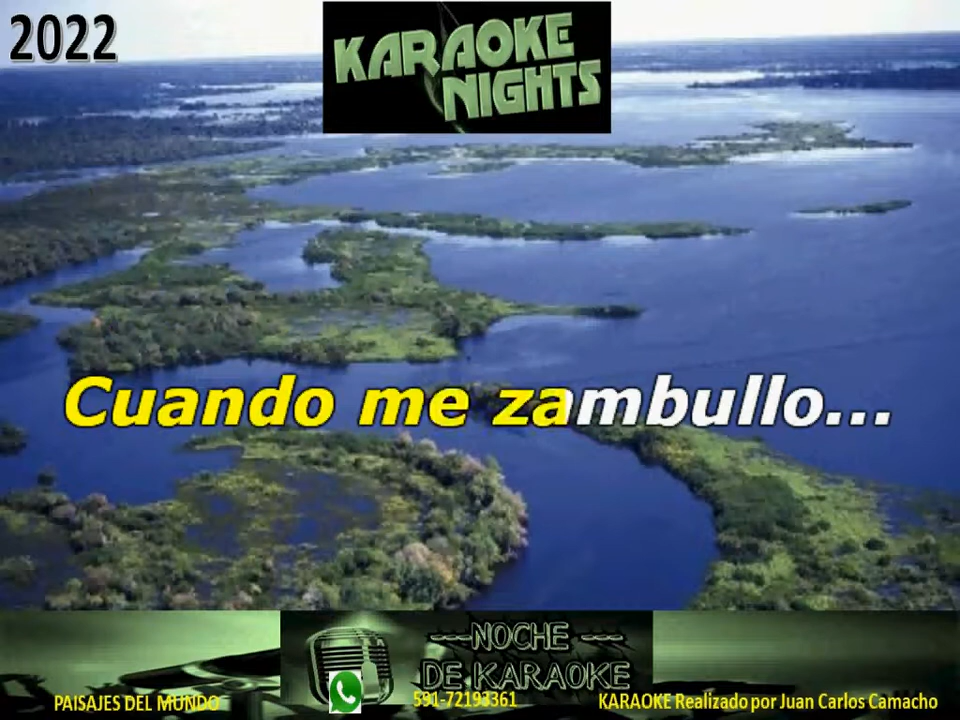 2022
KARAOKE
NIGHTS
Cuando me zambullo...
---NOCHE ---
DE KARAOKE
PAISAJES DEL MUNDO
591-72193361
KARAOKE Realizado por Juan Carlos Camacho